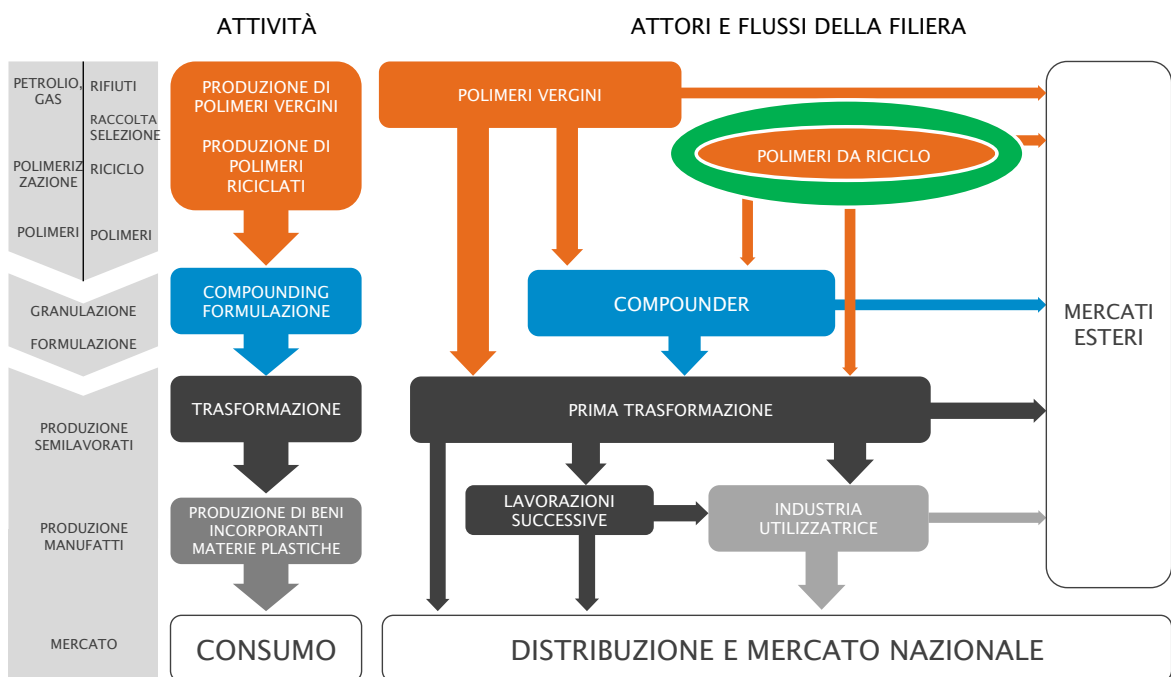 ATTIVITÀ
ATTORI E FLUSSI DELLA FILIERA
PETROLIO,
GAS
RIFIUTI
RACCOLTA
SELEZIONE
POLIMERIZ
ZAZIONE
RICICLO
POLIMERI
POLIMERI
GRANULAZIONE
FORMULAZIONE
PRODUZIONE
SEMILAVORATI
PRODUZIONE
MANUFATTI
MERCATO
PRODUZIONE DI
POLIMERI VERGINI
PRODUZIONE DI
POLIMERI
RICICLATI
COMPOUNDING
FORMULAZIONE
TRASFORMAZIONE
PRODUZIONE DI BENI
INCORPORANTI
MATERIE PLASTICHE
CONSUMO
POLIMERI VERGINI
POLIMERI DA RICICLO
COMPOUNDER
PRIMA TRASFORMAZIONE
LAVORAZIONI
SUCCESSIVE
INDUSTRIA
UTILIZZATRICE
DISTRIBUZIONE E MERCATO NAZIONALE
MERCATI
ESTERI